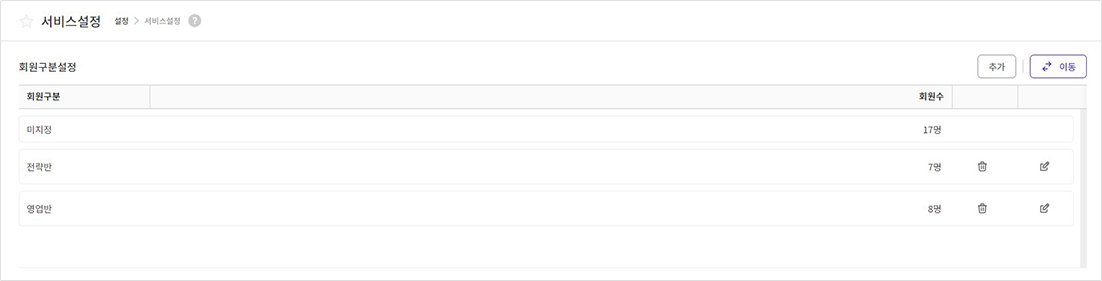 서비스설정 설정 > 서비스설정 ?
회원구분설정 추가 이동
회원구분 회원수
미지정 17명
전략반 7명
영업반 8명